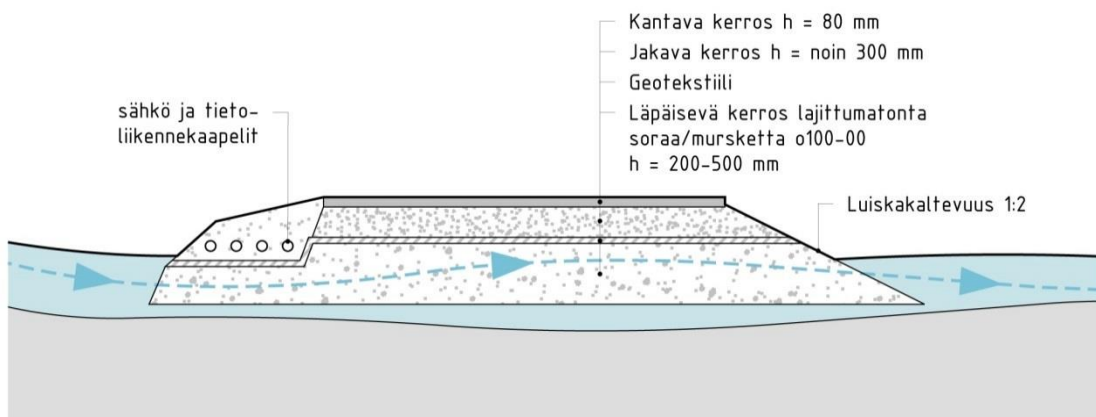 Kantava kerros h = 80 mm
Jakava kerros h = noin 300 mm
Geotekstiili
Läpäisevä kerros lajittumatonta
soraa/mursketta o100-00
h = 200-500 mm
sähkö ja tieto-
liikennekaapelit
Luiskakaltevuus 1:2